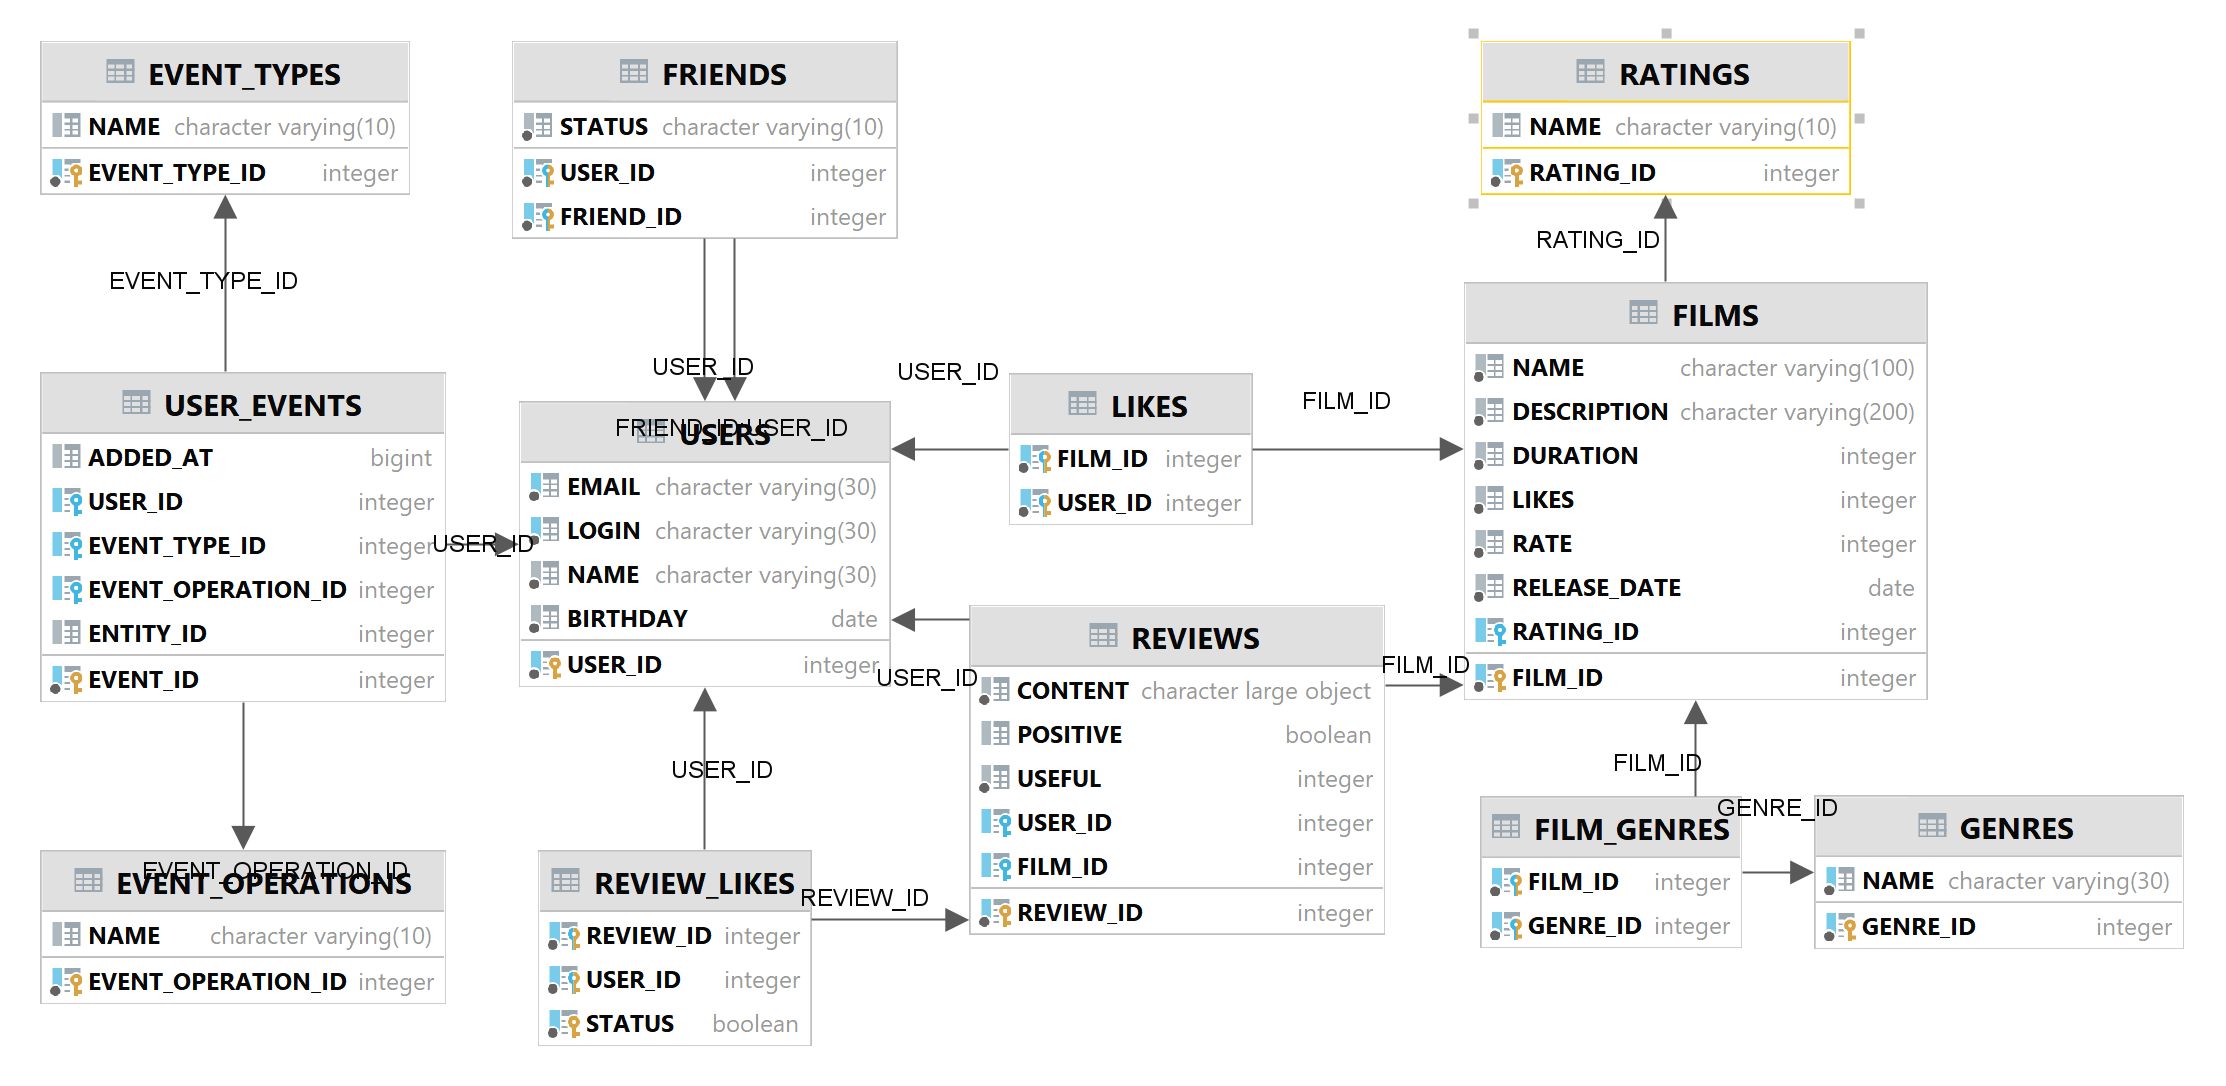 EVENT_TYPES
NAME character varying(10)
EVENT_TYPE_ID integer
FRIENDS
STATUS character varying(10)
USER_ID integer
FRIEND_ID integer
RATINGS
NAME character varying(10)
RATING_ID integer
EVENT_TYPE_ID
RATING_ID
USER_EVENTS
ADDED_AT bigint
USER_ID integer
EVENT_TYPE_ID integer
EVENT_OPERATION_ID integer
ENTITY_ID integer
EVENT_ID integer
USER_ID
USER_ID
FRIEND_ID:USER_ID
USERS
EMAIL character varying(30)
LOGIN character varying(30)
NAME character varying(30)
BIRTHDAY date
USER_ID integer
USER_ID
LIKES
FILM_ID integer
USER_ID integer
FILM_ID
FILMS
NAME character varying(100)
DESCRIPTION character varying(200)
DURATION integer
LIKES integer
RATE integer
RELEASE_DATE date
RATING_ID integer
FILM_ID integer
USER_ID
REVIEWS
CONTENT character large object
POSITIVE boolean
USEFUL integer
USER_ID integer
FILM_ID integer
REVIEW_ID integer
FILM_ID
USER_ID
FILM_ID
EVENT_OPERATION_ID
EVENT_OPERATIONS
NAME character varying(10)
EVENT_OPERATION_ID integer
REVIEW_LIKES
REVIEW_ID integer
USER_ID integer
STATUS boolean
REVIEW_ID
FILM_GENRES
FILM_ID integer
GENRE_ID integer
GENRE_ID
GENRES
NAME character varying(30)
GENRE_ID integer